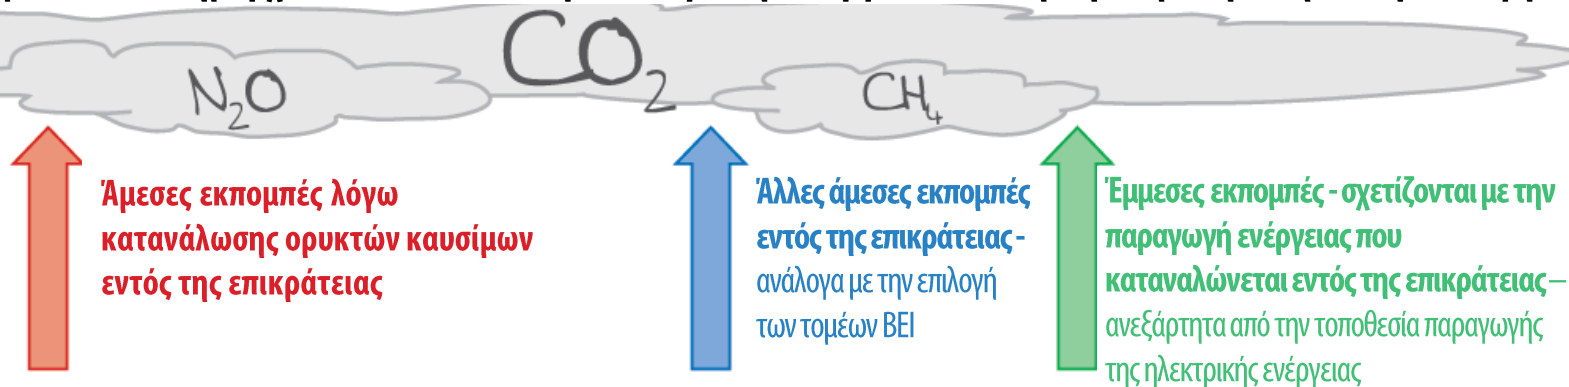 CO₂
N₂O
CH₄
Άμεσες εκπομπές λόγω
κατανάλωσης ορυκτών καυσίμων
εντός της επικράτειας
Άλλες άμεσες εκπομπές
εντός της επικράτειας -
ανάλογα με την επιλογή
των τομέων BEI
Έμμεσες εκπομπές - σχετίζονται με την
παραγωγή ενέργειας που
καταναλώνεται εντός της επικράτειας –
ανεξάρτητα από την τοποθεσία παραγωγής
της ηλεκτρικής ενέργειας